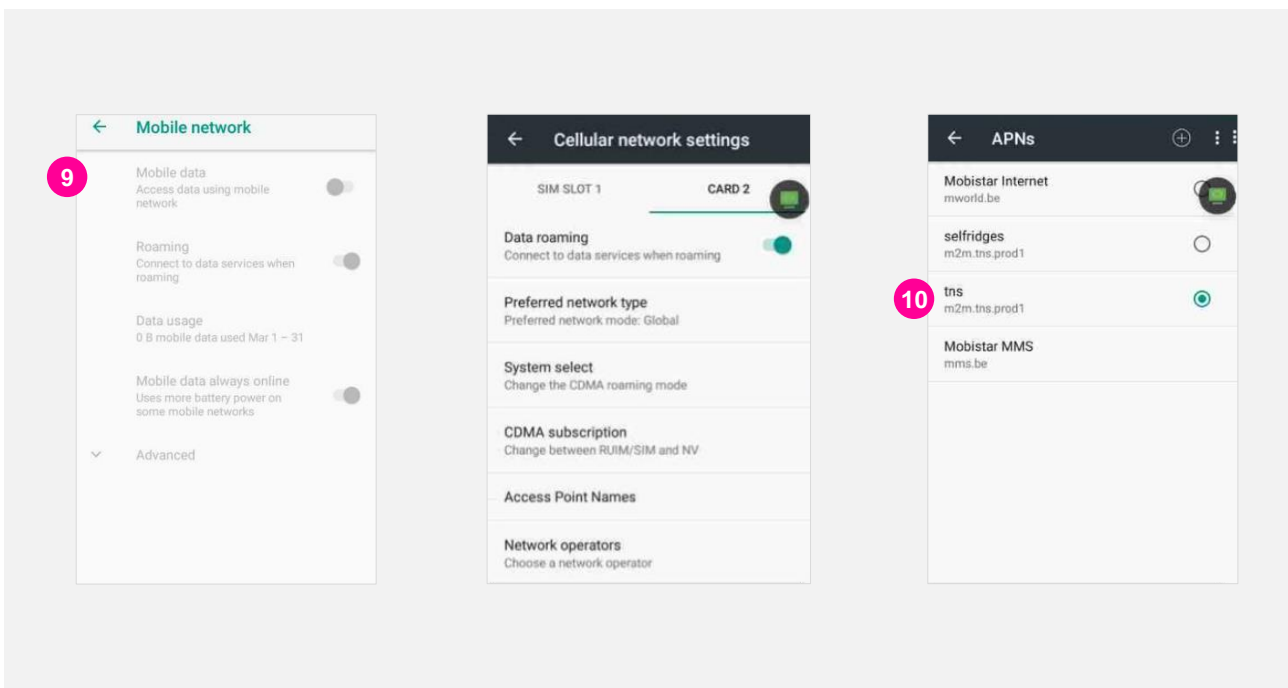 9
Mobile network
Mobile data
Access data using mobile
network
Roaming
Connect to data services when
roaming
Data usage
0 B mobile data used Mar 1 – 31
Mobile data always online
Uses more battery power on
some mobile networks
Advanced
Cellular network settings
SIM SLOT 1
CARD 2
Data roaming
Connect to data services when roaming
Preferred network type
Preferred network mode: Global
System select
Change the CDMA roaming mode
CDMA subscription
Change between RUIM/SIM and NV
Access Point Names
Network operators
Choose a network operator
APNs
Mobistar Internet
mworld.be
selfridges
m2m.tns.prod1
10
tns
m2m.tns.prod1
Mobistar MMS
mms.be